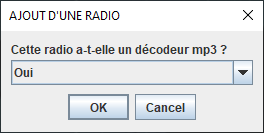 AJOUT D'UNE RADIO
Cette radio a-t-elle un décodeur mp3 ?
Oui
OK
Cancel